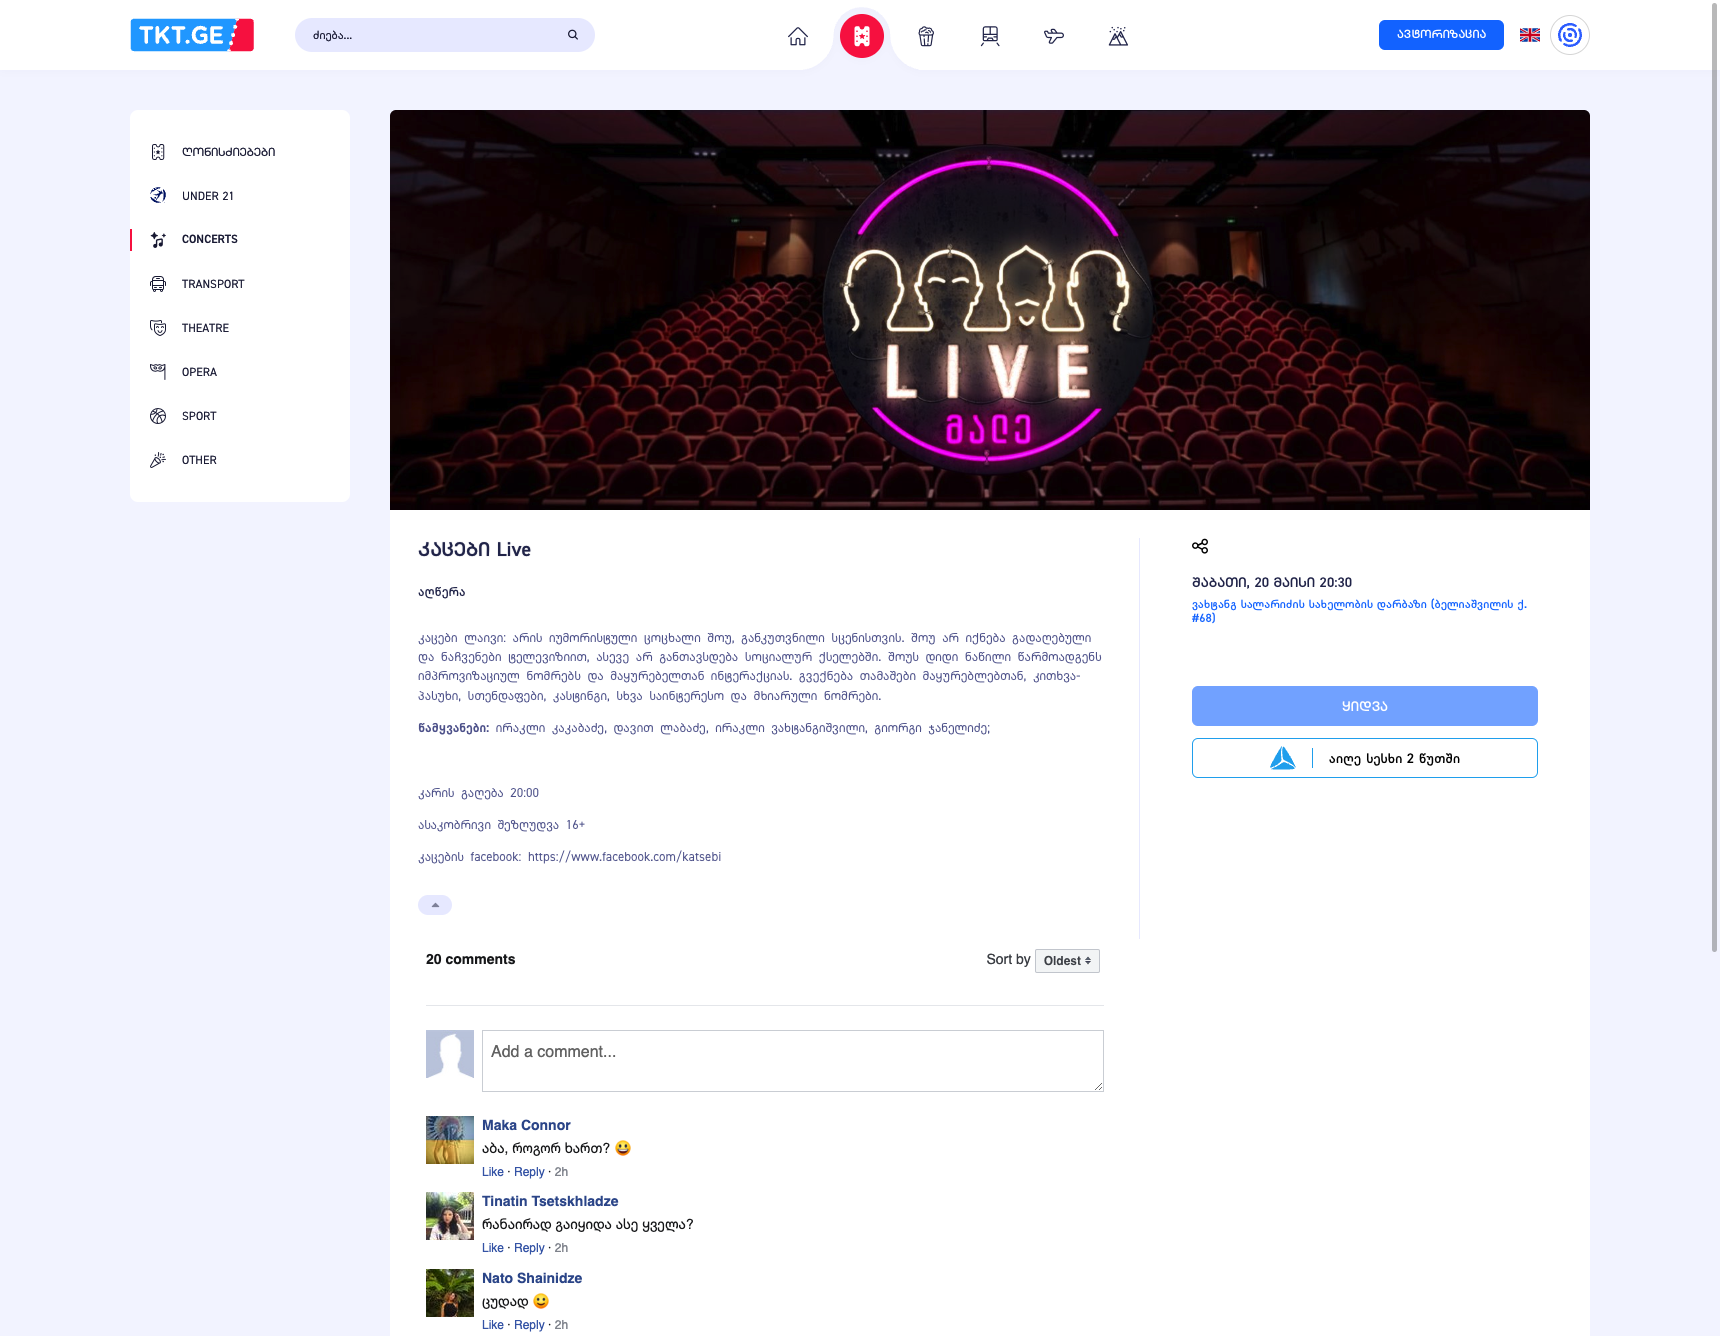 TKT.GE
ძიება...
ავტორიზაცია
ღონისძიებები
UNDER 21
CONCERTS
TRANSPORT
THEATRE
OPERA
SPORT
OTHER
LIVE
მალე
კაცები Live
აღწერა
კაცები ლაივი: არის იუმორისტული ცოცხალი შოუ, განკუთვნილი სცენისთვის. შოუ არ იქნება გადაღებული
და ნაჩვენები ტელევიზიით, ასევე არ განთავსდება სოციალურ ქსელებში. შოუს დიდი ნაწილი წარმოადგენს
იმპროვიზაციულ ნომრებს და მაყურებელთან ინტერაქციას. გვექნება თამაშები მაყურებლებთან, კითხვა-
პასუხი, სთენდაფები, კასტინგი, სხვა საინტერესო და მხიარული ნომრები.
წამყვანები: ირაკლი კაკაბაძე, დავით ლაბაძე, ირაკლი ვახტანგიშვილი, გიორგი ჯანელიძე;
კარის გაღება 20:00
ასაკობრივი შეზღუდვა 16+
კაცების facebook: https://www.facebook.com/katsebi
შაბათი, 20 მაისი 20:30
ვახტანგ სალარიძის სახელობის დარბაზი (ბელიაშვილის ქ.
#68)
ყიდვა
აიღე სესხი 2 წუთში
20 comments
Sort by Oldest
Add a comment...
Maka Connor
აბა, როგორ ხართ? 😀
Like · Reply · 2h
Tinatin Tsetskhladze
რანაირად გაიყიდა ასე ყველა?
Like · Reply · 2h
Nato Shainidze
ცუდად 😀
Like · Reply · 2h